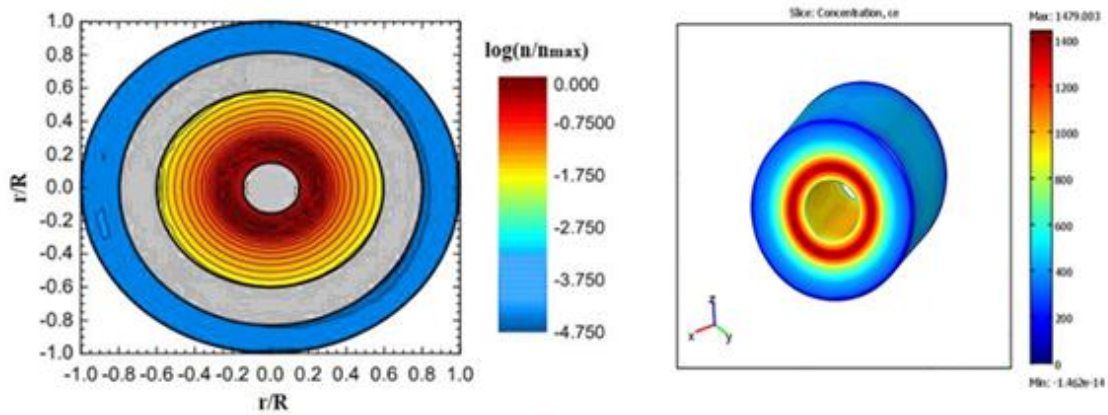 1.0
0.8
0.6
0.4
0.2
0.0
-0.2
-0.4
-0.6
-0.8
-1.0
r/R
-1.0 -0.8 -0.6 -0.4 -0.2 0.0 0.2 0.4 0.6 0.8 1.0
r/R
log(n/nmax)
0.000
-0.7500
-1.750
-2.750
-3.750
-4.750
Slice: Concentration, ce
Max: 1479.003
1400
1200
1000
800
600
400
200
0
Min: -1.462e-14
z
x
y